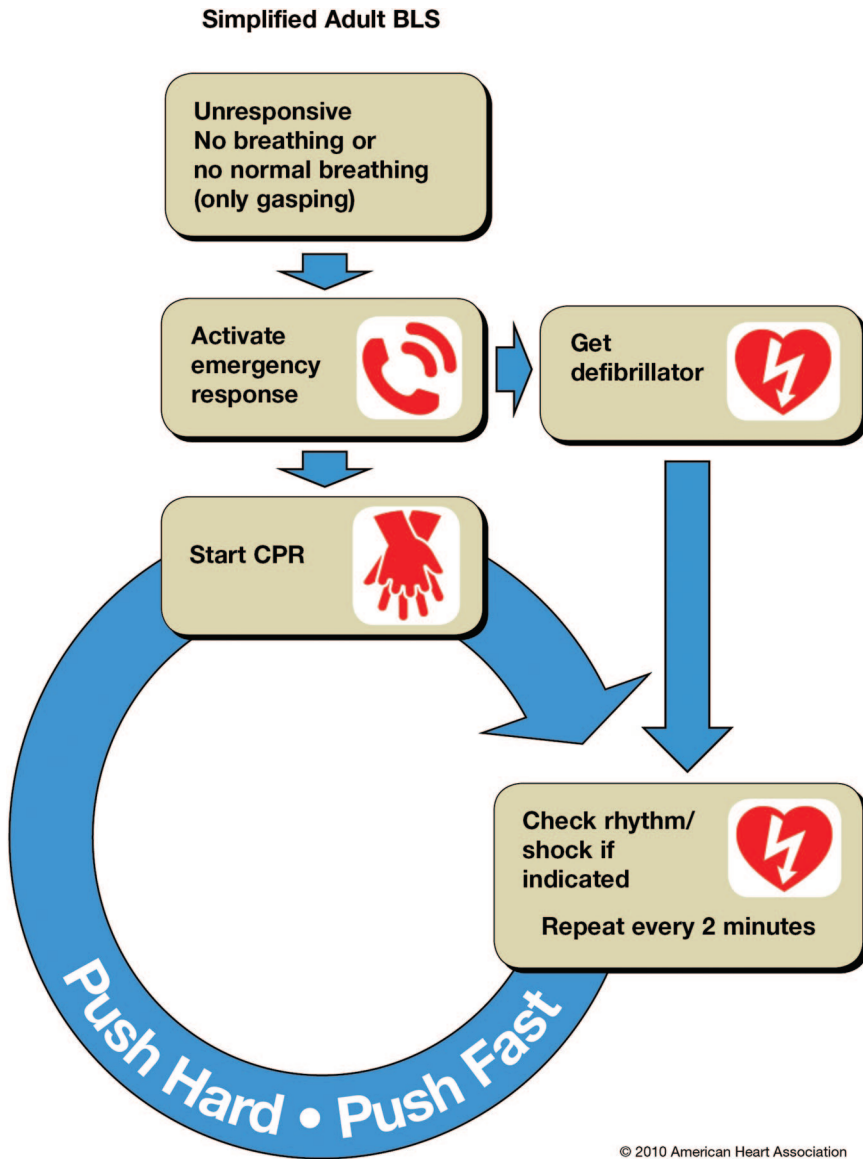 Simplified Adult BLS
Unresponsive
No breathing or
no normal breathing
(only gasping)
Activate
emergency
response
Get
defibrillator
Start CPR
Check rhythm/
shock if
indicated
Repeat every 2 minutes
Push Hard • Push Fast
© 2010 American Heart Association